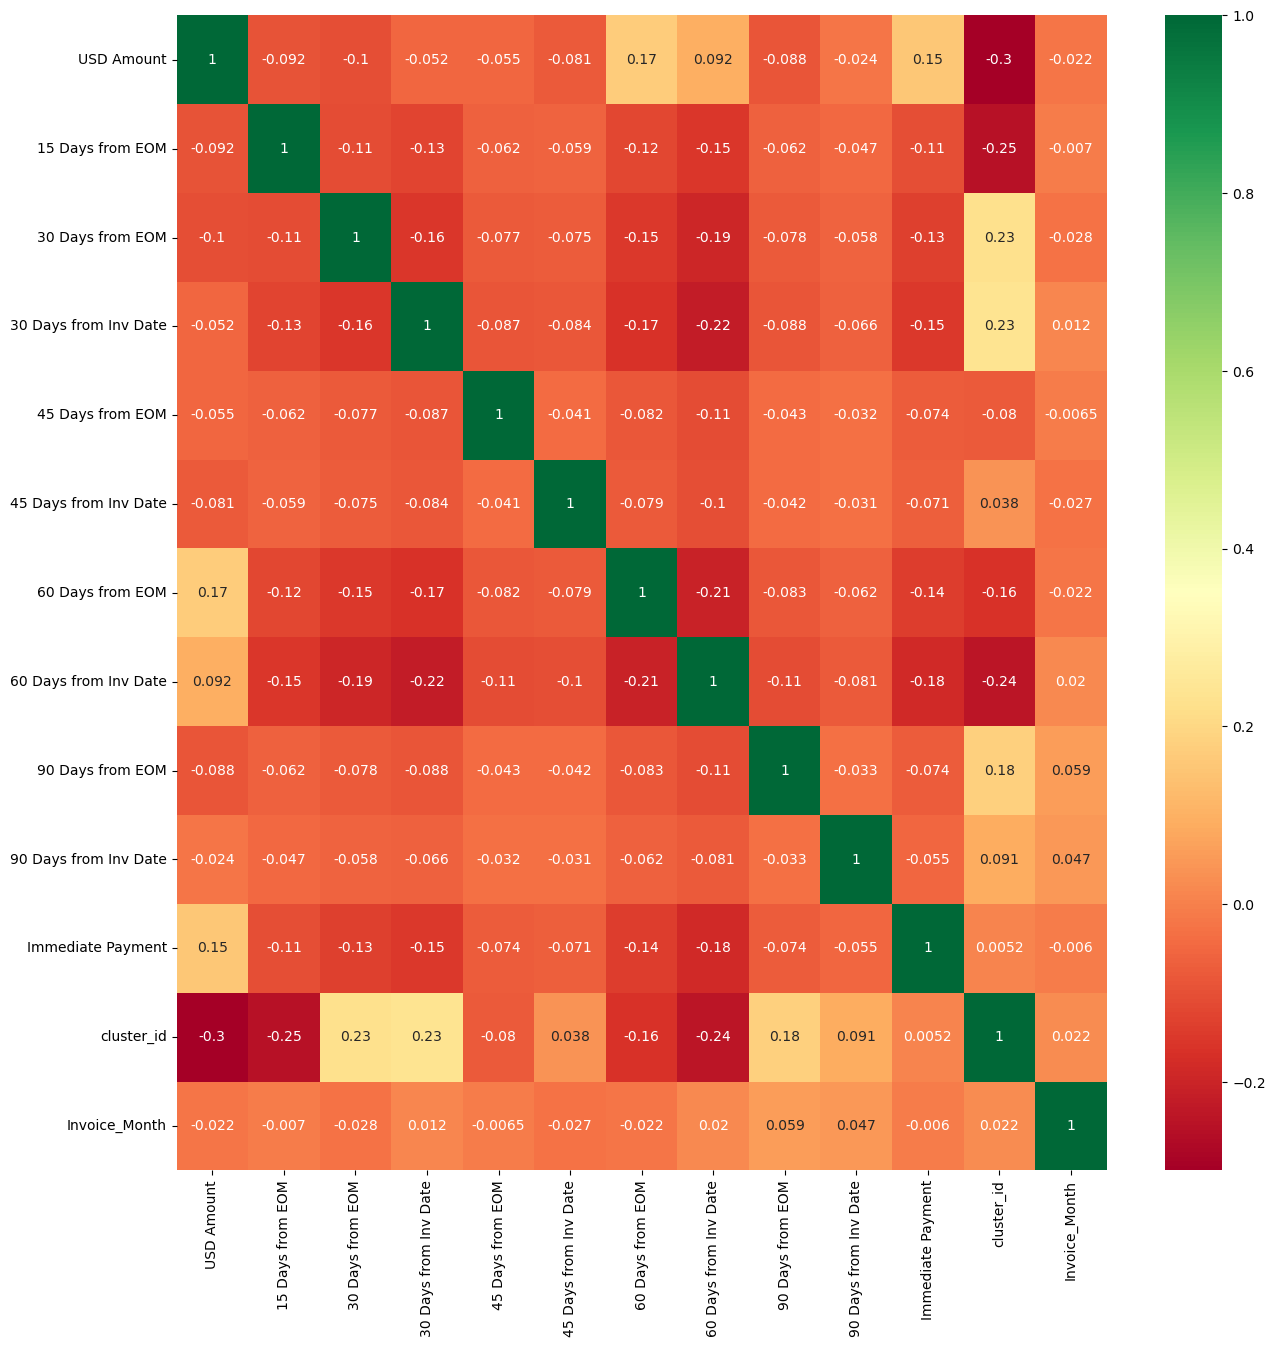 USD Amount 1 -0.092 -0.1 -0.052 -0.055 -0.081 0.17 0.092 -0.088 -0.024 0.15 -0.3 -0.022
15 Days from EOM -0.092 1 -0.11 -0.13 -0.062 -0.059 -0.12 -0.15 -0.062 -0.047 -0.11 -0.25 -0.007
30 Days from EOM -0.1 -0.11 1 -0.16 -0.077 -0.075 -0.15 -0.19 -0.078 -0.058 -0.13 0.23 -0.028
30 Days from Inv Date -0.052 -0.13 -0.16 1 -0.087 -0.084 -0.17 -0.22 -0.088 -0.066 -0.15 0.23 0.012
45 Days from EOM -0.055 -0.062 -0.077 -0.087 1 -0.041 -0.082 -0.11 -0.043 -0.032 -0.074 -0.08 -0.0065
45 Days from Inv Date -0.081 -0.059 -0.075 -0.084 -0.041 1 -0.079 -0.1 -0.042 -0.031 -0.071 0.038 -0.027
60 Days from EOM 0.17 -0.12 -0.15 -0.17 -0.082 -0.079 1 -0.21 -0.083 -0.062 -0.14 -0.16 -0.022
60 Days from Inv Date 0.092 -0.15 -0.19 -0.22 -0.11 -0.1 -0.21 1 -0.11 -0.081 -0.18 -0.24 0.02
90 Days from EOM -0.088 -0.062 -0.078 -0.088 -0.043 -0.042 -0.083 -0.11 1 -0.033 -0.074 0.18 0.059
90 Days from Inv Date -0.024 -0.047 -0.058 -0.066 -0.032 -0.031 -0.062 -0.081 -0.033 1 -0.055 0.091 0.047
Immediate Payment 0.15 -0.11 -0.13 -0.15 -0.074 -0.071 -0.14 -0.18 -0.074 -0.055 1 0.0052 -0.006
cluster_id -0.3 -0.25 0.23 0.23 -0.08 0.038 -0.16 -0.24 0.18 0.091 0.0052 1 0.022
Invoice_Month -0.022 -0.007 -0.028 0.012 -0.0065 -0.027 -0.022 0.02 0.059 0.047 -0.006 0.022 1
USD Amount
15 Days from EOM
30 Days from EOM
30 Days from Inv Date
45 Days from EOM
45 Days from Inv Date
60 Days from EOM
60 Days from Inv Date
90 Days from EOM
90 Days from Inv Date
Immediate Payment
cluster_id
Invoice_Month
1.0
0.8
0.6
0.4
0.2
0.0
−0.2